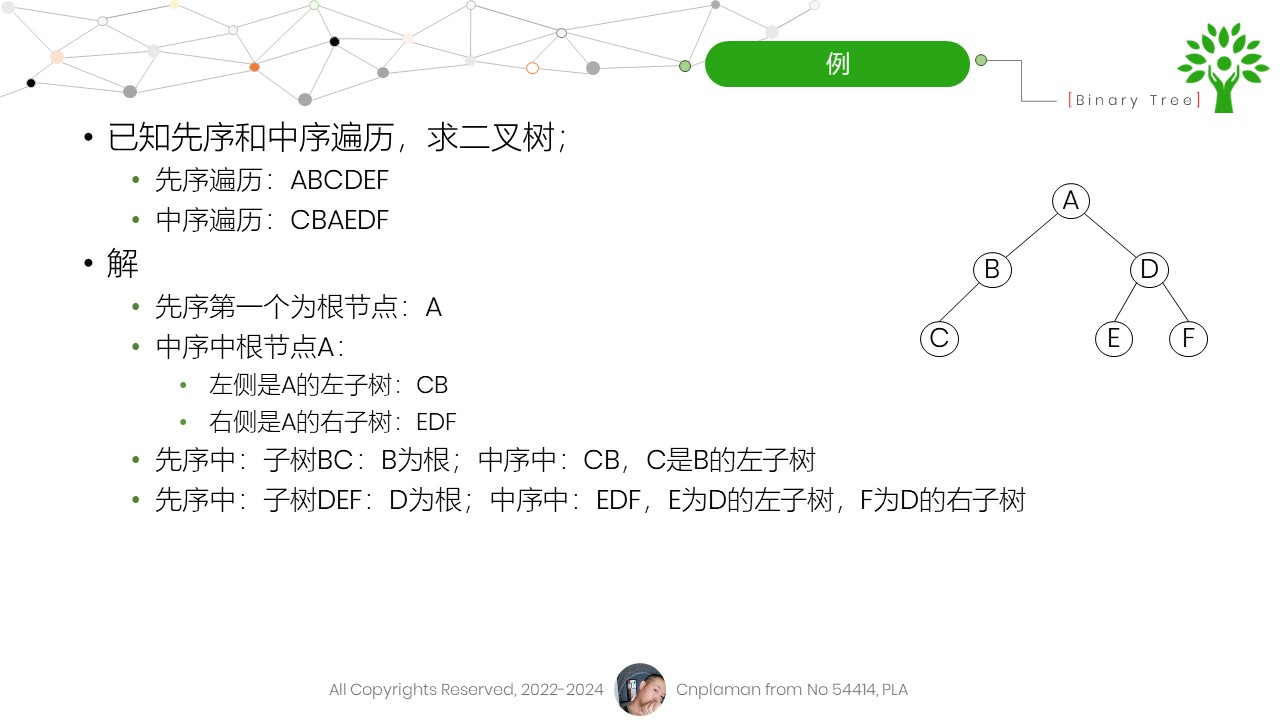 例
[Binary Tree]
已知先序和中序遍历，求二叉树；
先序遍历：ABCDEF
中序遍历：CBAEDF
解
先序第一个为根节点：A
中序中根节点A：
左侧是A的左子树：CB
右侧是A的右子树：EDF
先序中：子树BC：B为根；中序中：CB，C是B的左子树
先序中：子树DEF：D为根；中序中：EDF，E为D的左子树，F为D的右子树
A
B D
C E F
All Copyrights Reserved, 2022-2024 Cnplaman from No 54414, PLA